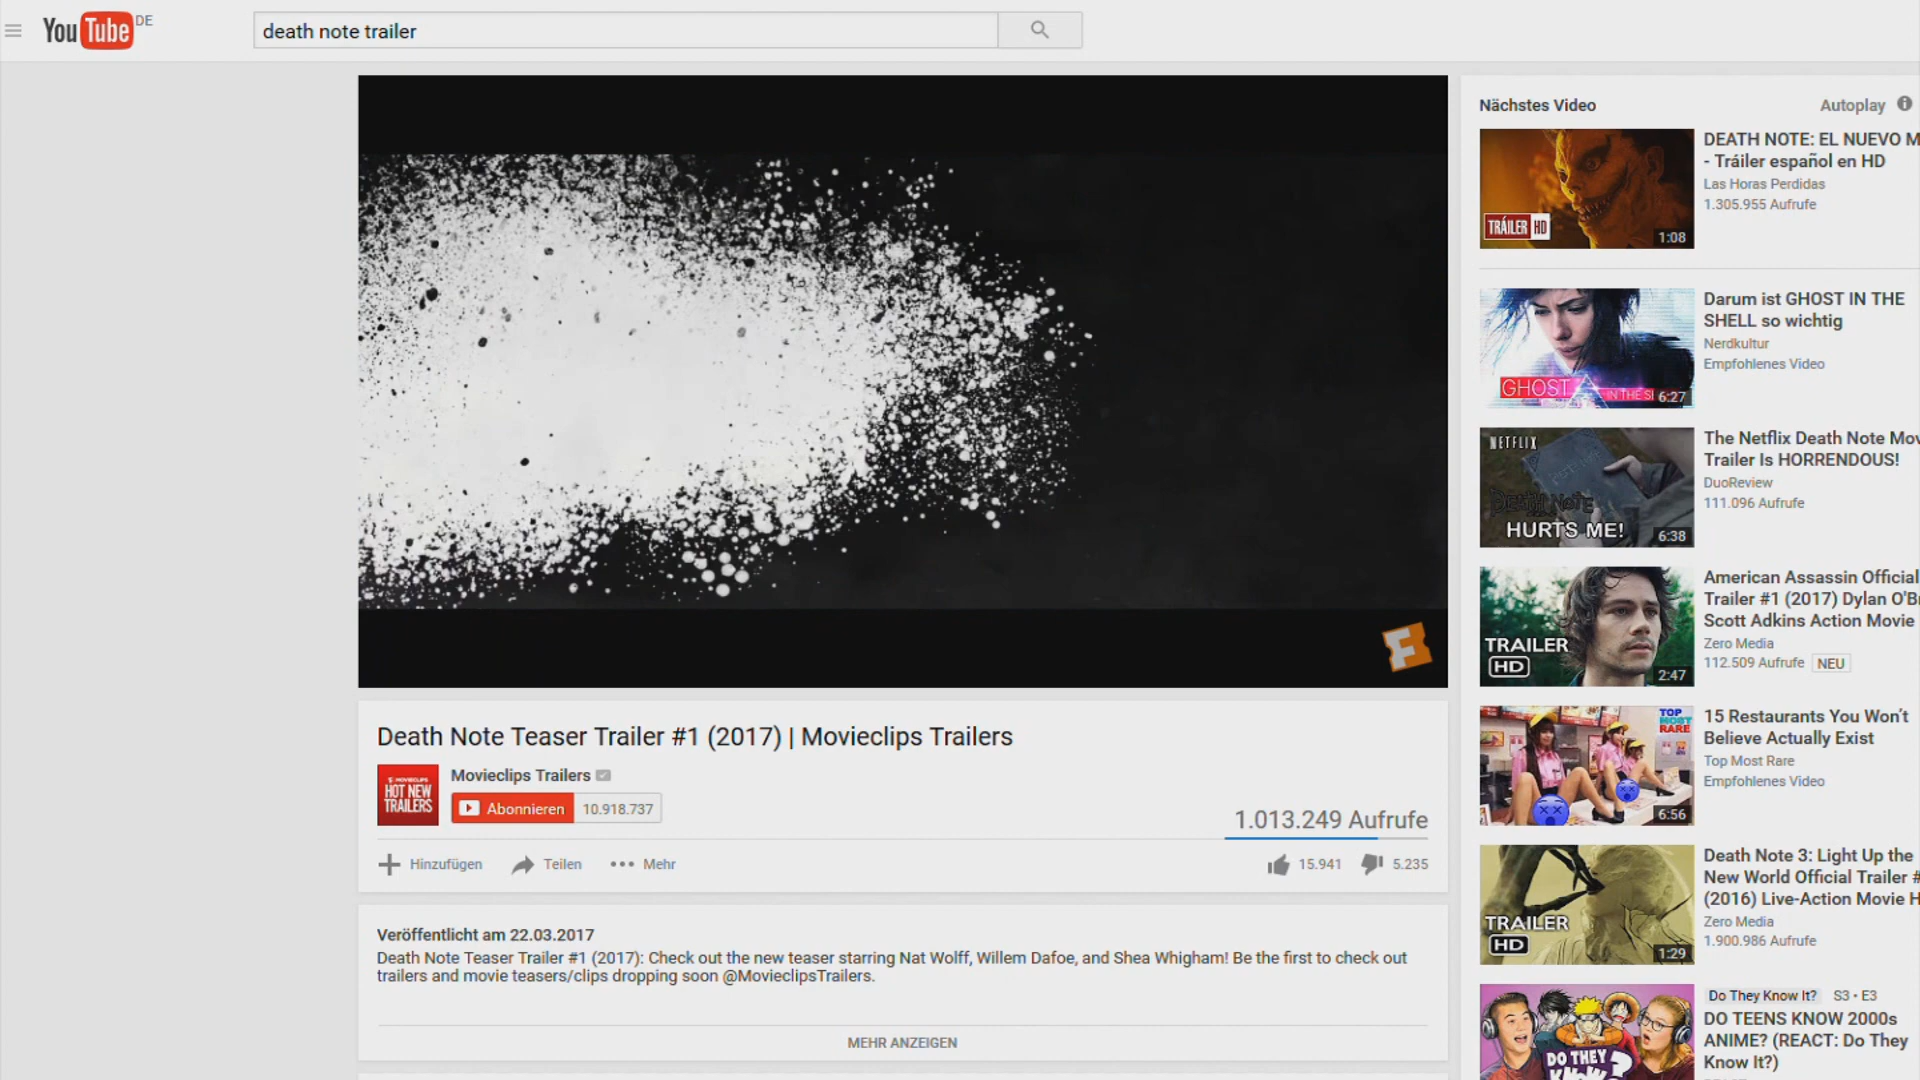 YouTube DE
death note trailer
Nächstes Video
Autoplay
DEATH NOTE: EL NUEVO M
- Tráiler español en HD
Las Horas Perdidas
1.305.955 Aufrufe
TRÁILER HD
1:08
Darum ist GHOST IN THE
SHELL so wichtig
Nerdkultur
Empfohlenes Video
GHOST
IN THE S
6:27
NETFLIX
The Netflix Death Note Mov
Trailer Is HORRENDOUS!
DuoReview
111.096 Aufrufe
DEATH NOTE
HURTS ME!
6:38
American Assassin Official
Trailer #1 (2017) Dylan O'Br
Scott Adkins Action Movie
Zero Media
112.509 Aufrufe NEU
TRAILER
HD
2:47
TOP
MOST
RARE
15 Restaurants You Won't
Believe Actually Exist
Top Most Rare
Empfohlenes Video
6:56
Death Note 3: Light Up the
New World Official Trailer #
(2016) Live-Action Movie H
Zero Media
1.900.986 Aufrufe
TRAILER
HD
1:29
Do They Know It? S3 • E3
DO TEENS KNOW 2000s
ANIME? (REACT: Do They
Know It?)
DO THEY
KNOW
?
F
Death Note Teaser Trailer #1 (2017) | Movieclips Trailers
MOVIECLIPS
HOT NEW
TRAILERS
Movieclips Trailers
Abonnieren 10.918.737
1.013.249 Aufrufe
Hinzufügen Teilen Mehr
15.941 5.235
Veröffentlicht am 22.03.2017
Death Note Teaser Trailer #1 (2017): Check out the new teaser starring Nat Wolff, Willem Dafoe, and Shea Whigham! Be the first to check out
trailers and movie teasers/clips dropping soon @MovieclipsTrailers.
MEHR ANZEIGEN